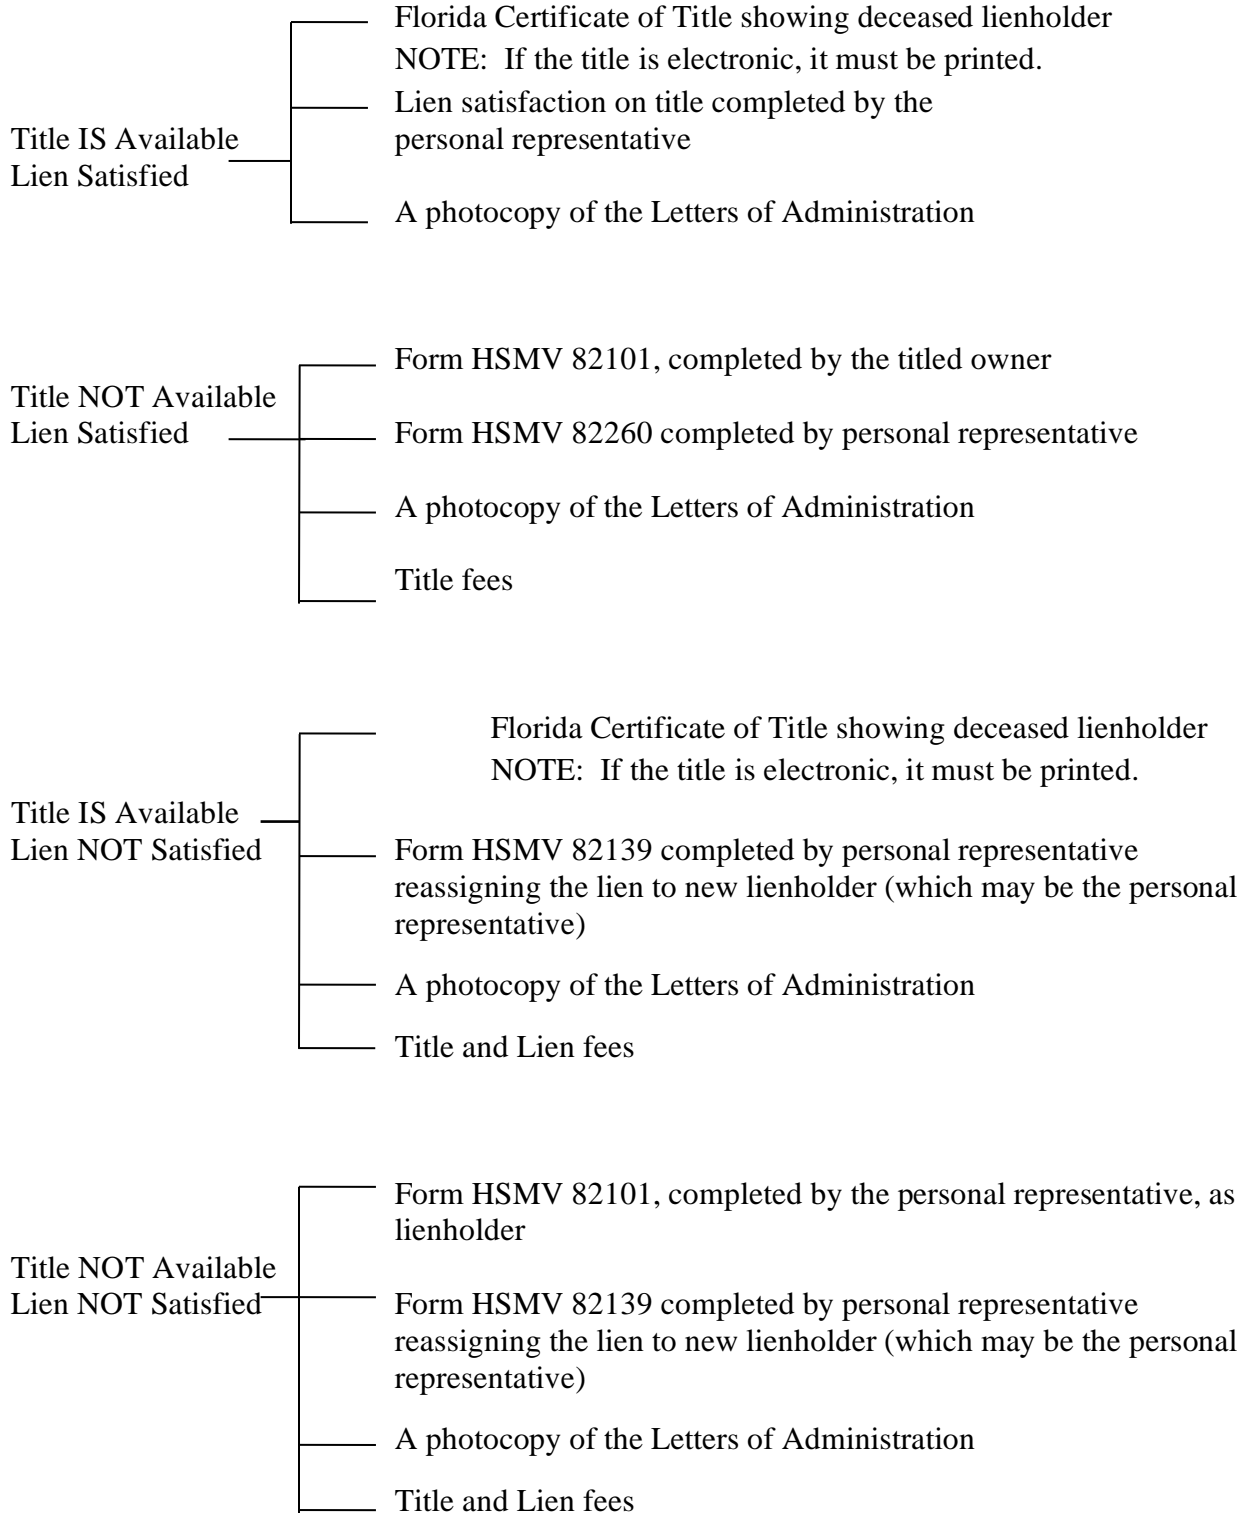 Florida Certificate of Title showing deceased lienholder
NOTE:  If the title is electronic, it must be printed.
Title IS Available
Lien Satisfied
Lien satisfaction on title completed by the
personal representative
A photocopy of the Letters of Administration
Title NOT Available
Lien Satisfied
Form HSMV 82101, completed by the titled owner
Form HSMV 82260 completed by personal representative
A photocopy of the Letters of Administration
Title fees
Florida Certificate of Title showing deceased lienholder
NOTE:  If the title is electronic, it must be printed.
Title IS Available
Lien NOT Satisfied
Form HSMV 82139 completed by personal representative
reassigning the lien to new lienholder (which may be the personal
representative)
A photocopy of the Letters of Administration
Title and Lien fees
Form HSMV 82101, completed by the personal representative, as
lienholder
Title NOT Available
Lien NOT Satisfied
Form HSMV 82139 completed by personal representative
reassigning the lien to new lienholder (which may be the personal
representative)
A photocopy of the Letters of Administration
Title and Lien fees